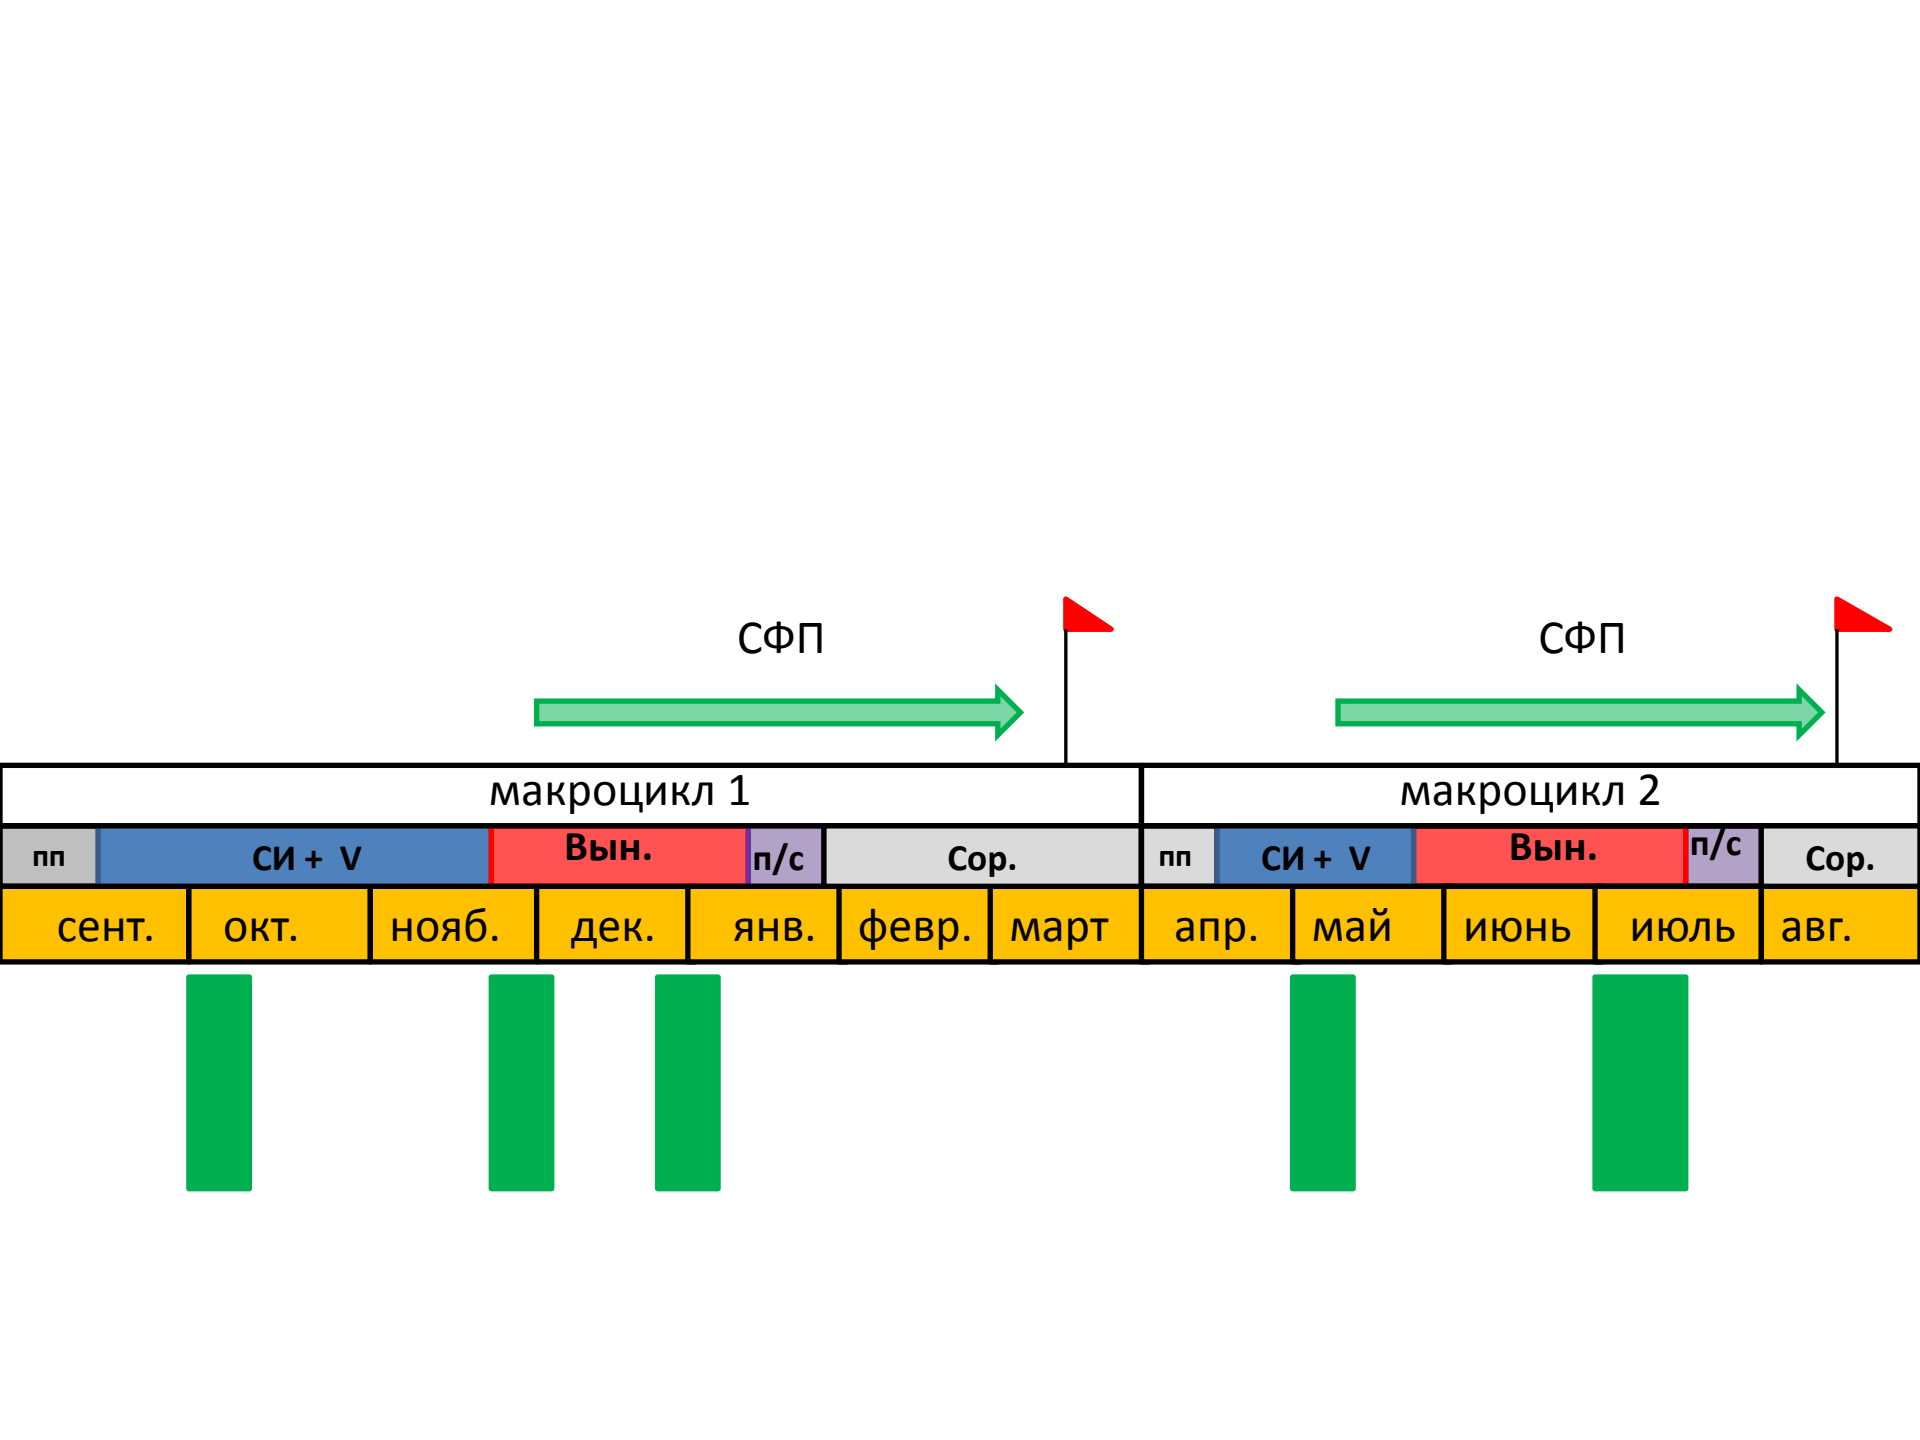 СФП СФП
макроцикл 1 макроцикл 2
пп СИ + V Вын. п/с Сор. пп СИ + V Вын. п/с Сор.
сент. окт. нояб. дек. янв. февр. март апр. май июнь июль авг.